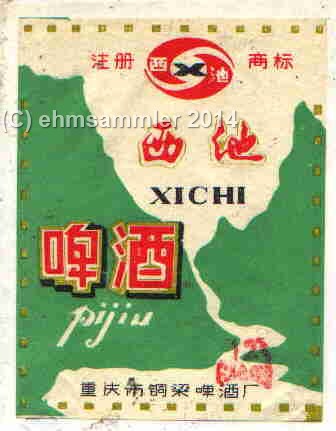 注册 西 X 池 商标
(C) ehmsammler 2014
西池
XICHI
啤酒
pijiu
重庆市铜梁啤酒厂